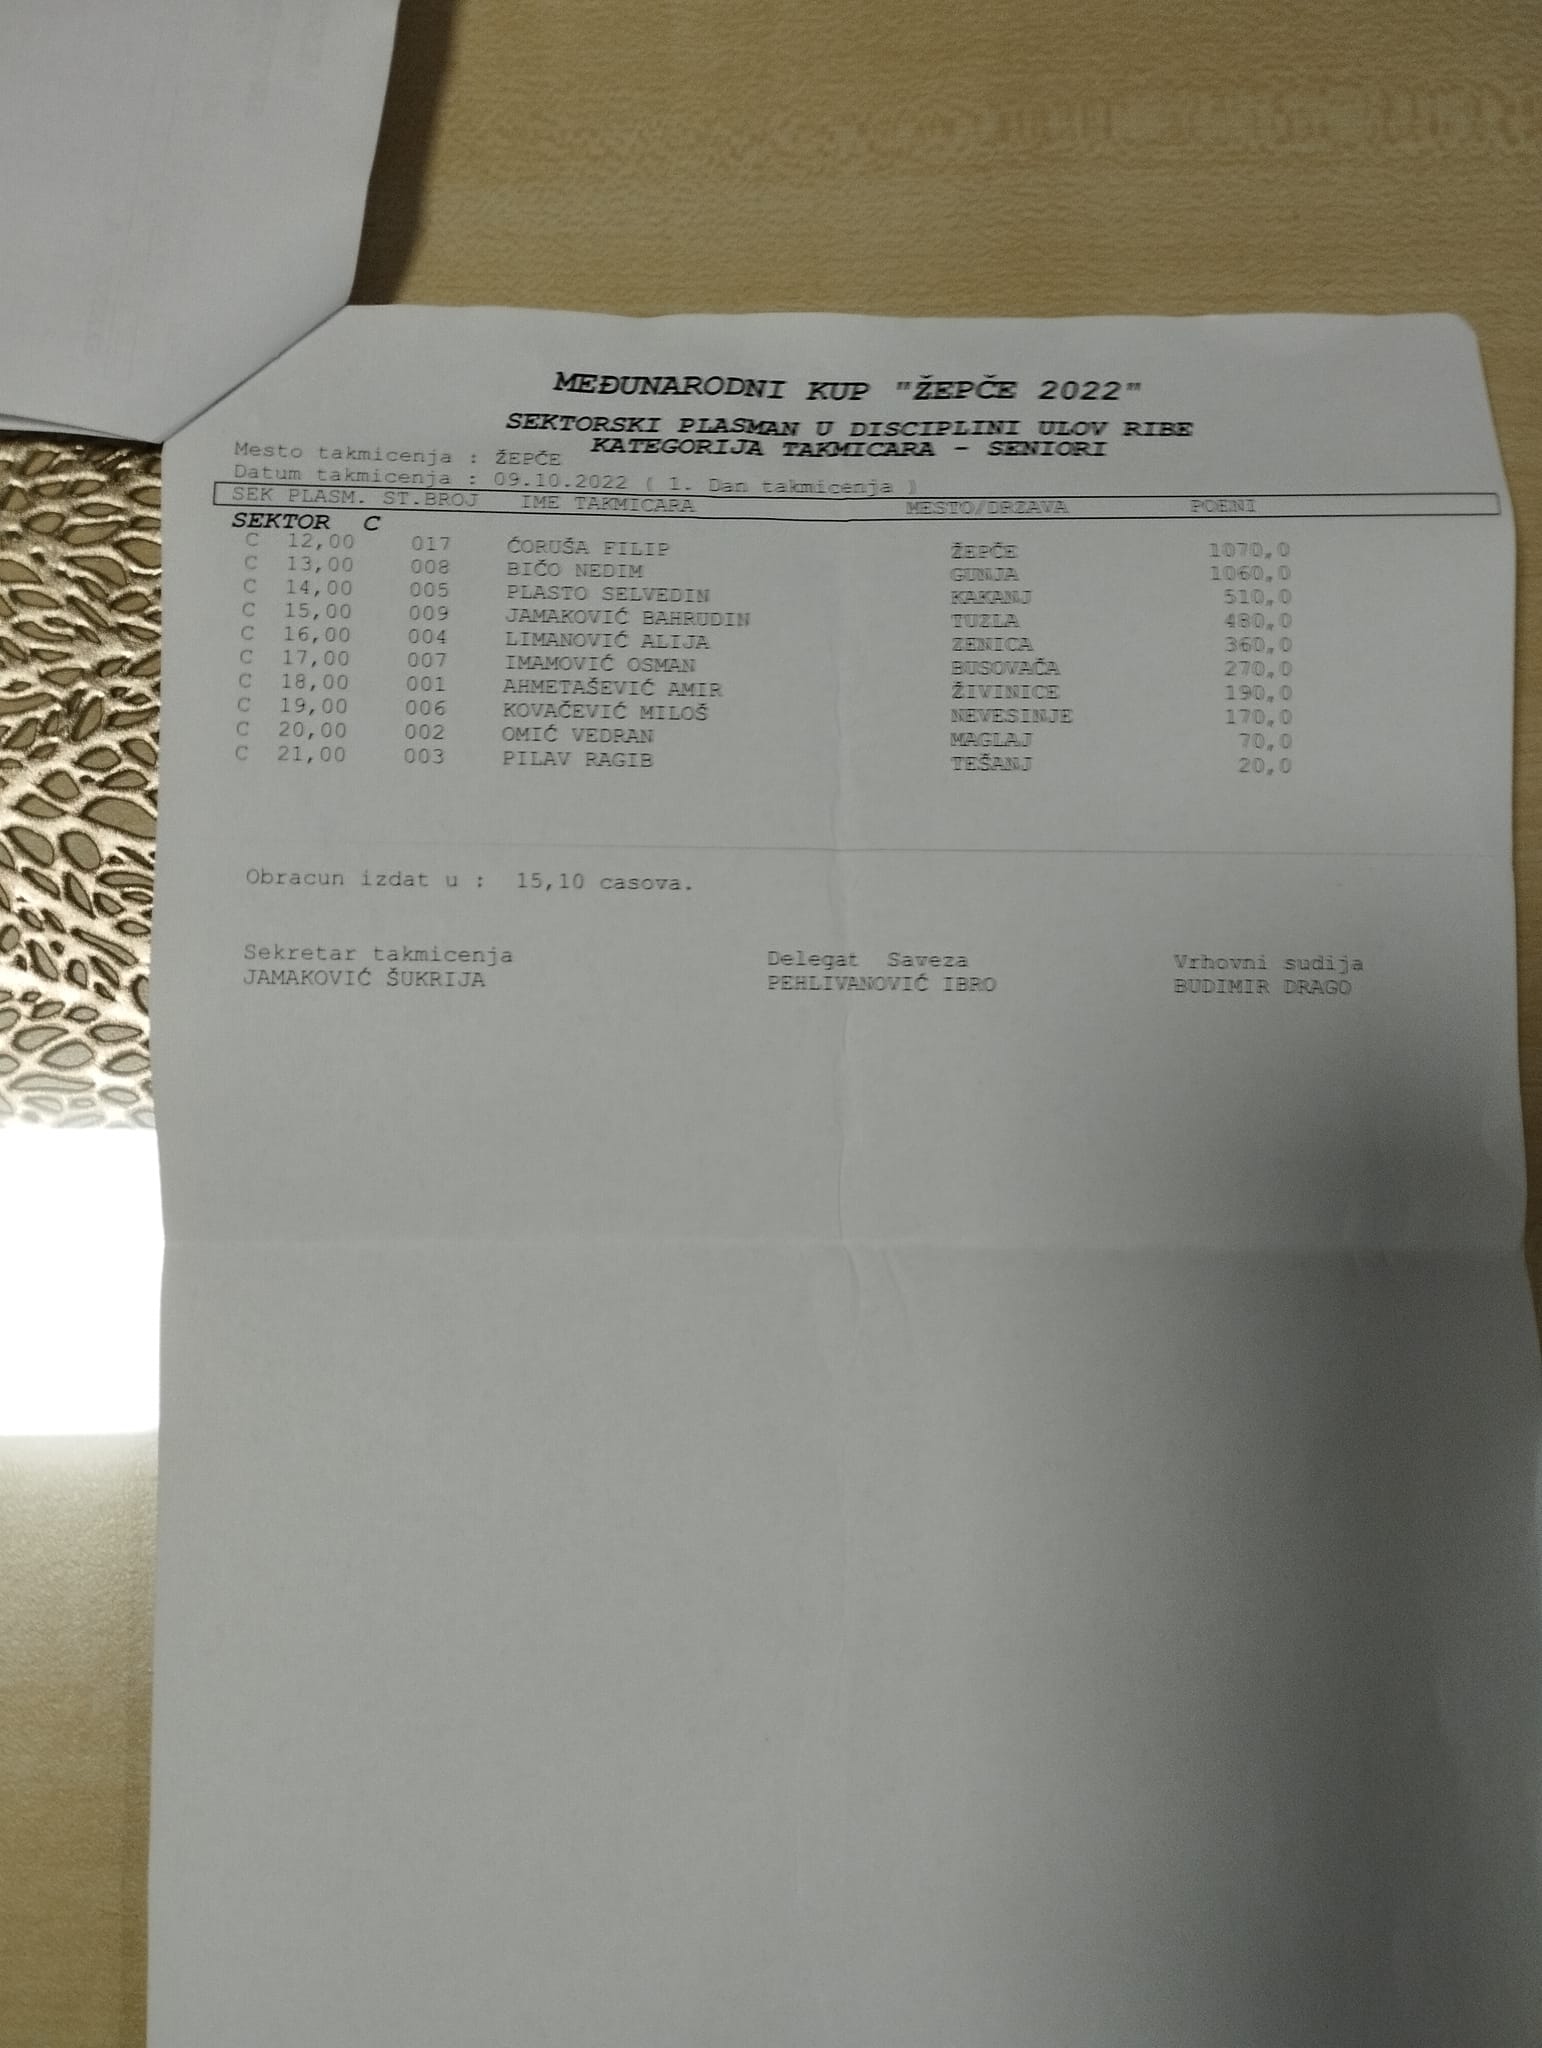 MEĐUNARODNI KUP "ŽEPČE 2022"
SEKTORSKI PLASMAN U DISCIPLINI ULOV RIBE
KATEGORIJA TAKMICARA - SENIORI
Mesto takmicenja : ŽEPČE
Datum takmicenja : 09.10.2022 ( 1. Dan takmicenja )
SEK PLASM. ST.BROJ IME TAKMICARA MESTO/DRZAVA POENI
SEKTOR C
C 12,00 017 ĆORUŠA FILIP ŽEPČE 1070,0
C 13,00 008 BIČO NEDIM GUNJA 1060,0
C 14,00 005 PLASTO SELVEDIN KAKANJ 510,0
C 15,00 009 JAMAKOVIĆ BAHRUDIN TUZLA 480,0
C 16,00 004 LIMANOVIĆ ALIJA ZENICA 360,0
C 17,00 007 IMAMOVIĆ OSMAN BUSOVAČA 270,0
C 18,00 001 AHMETAŠEVIĆ AMIR ŽIVINICE 190,0
C 19,00 006 KOVAČEVIĆ MILOŠ NEVESINJE 170,0
C 20,00 002 OMIĆ VEDRAN MAGLAJ 70,0
C 21,00 003 PILAV RAGIB TEŠANJ 20,0
Obracun izdat u : 15,10 casova.
Sekretar takmicenja Delegat Saveza Vrhovni sudija
JAMAKOVIĆ ŠUKRIJA PEHLIVANOVIĆ IBRO BUDIMIR DRAGO